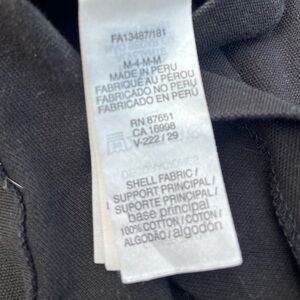 FA13487/181
M-4-M-M
MADE IN PERU
FABRIQUÉ AU PÉROU
FABRICADO NO PERU
FABRICADO EN PERÚ
RN 87651
CA 16998
V-222 / 29
SHELL FABRIC /
SUPPORT PRINCIPAL /
SUPORTE PRINCIPAL /
base principal
100% COTTON / COTON /
ALGODÃO / algodón